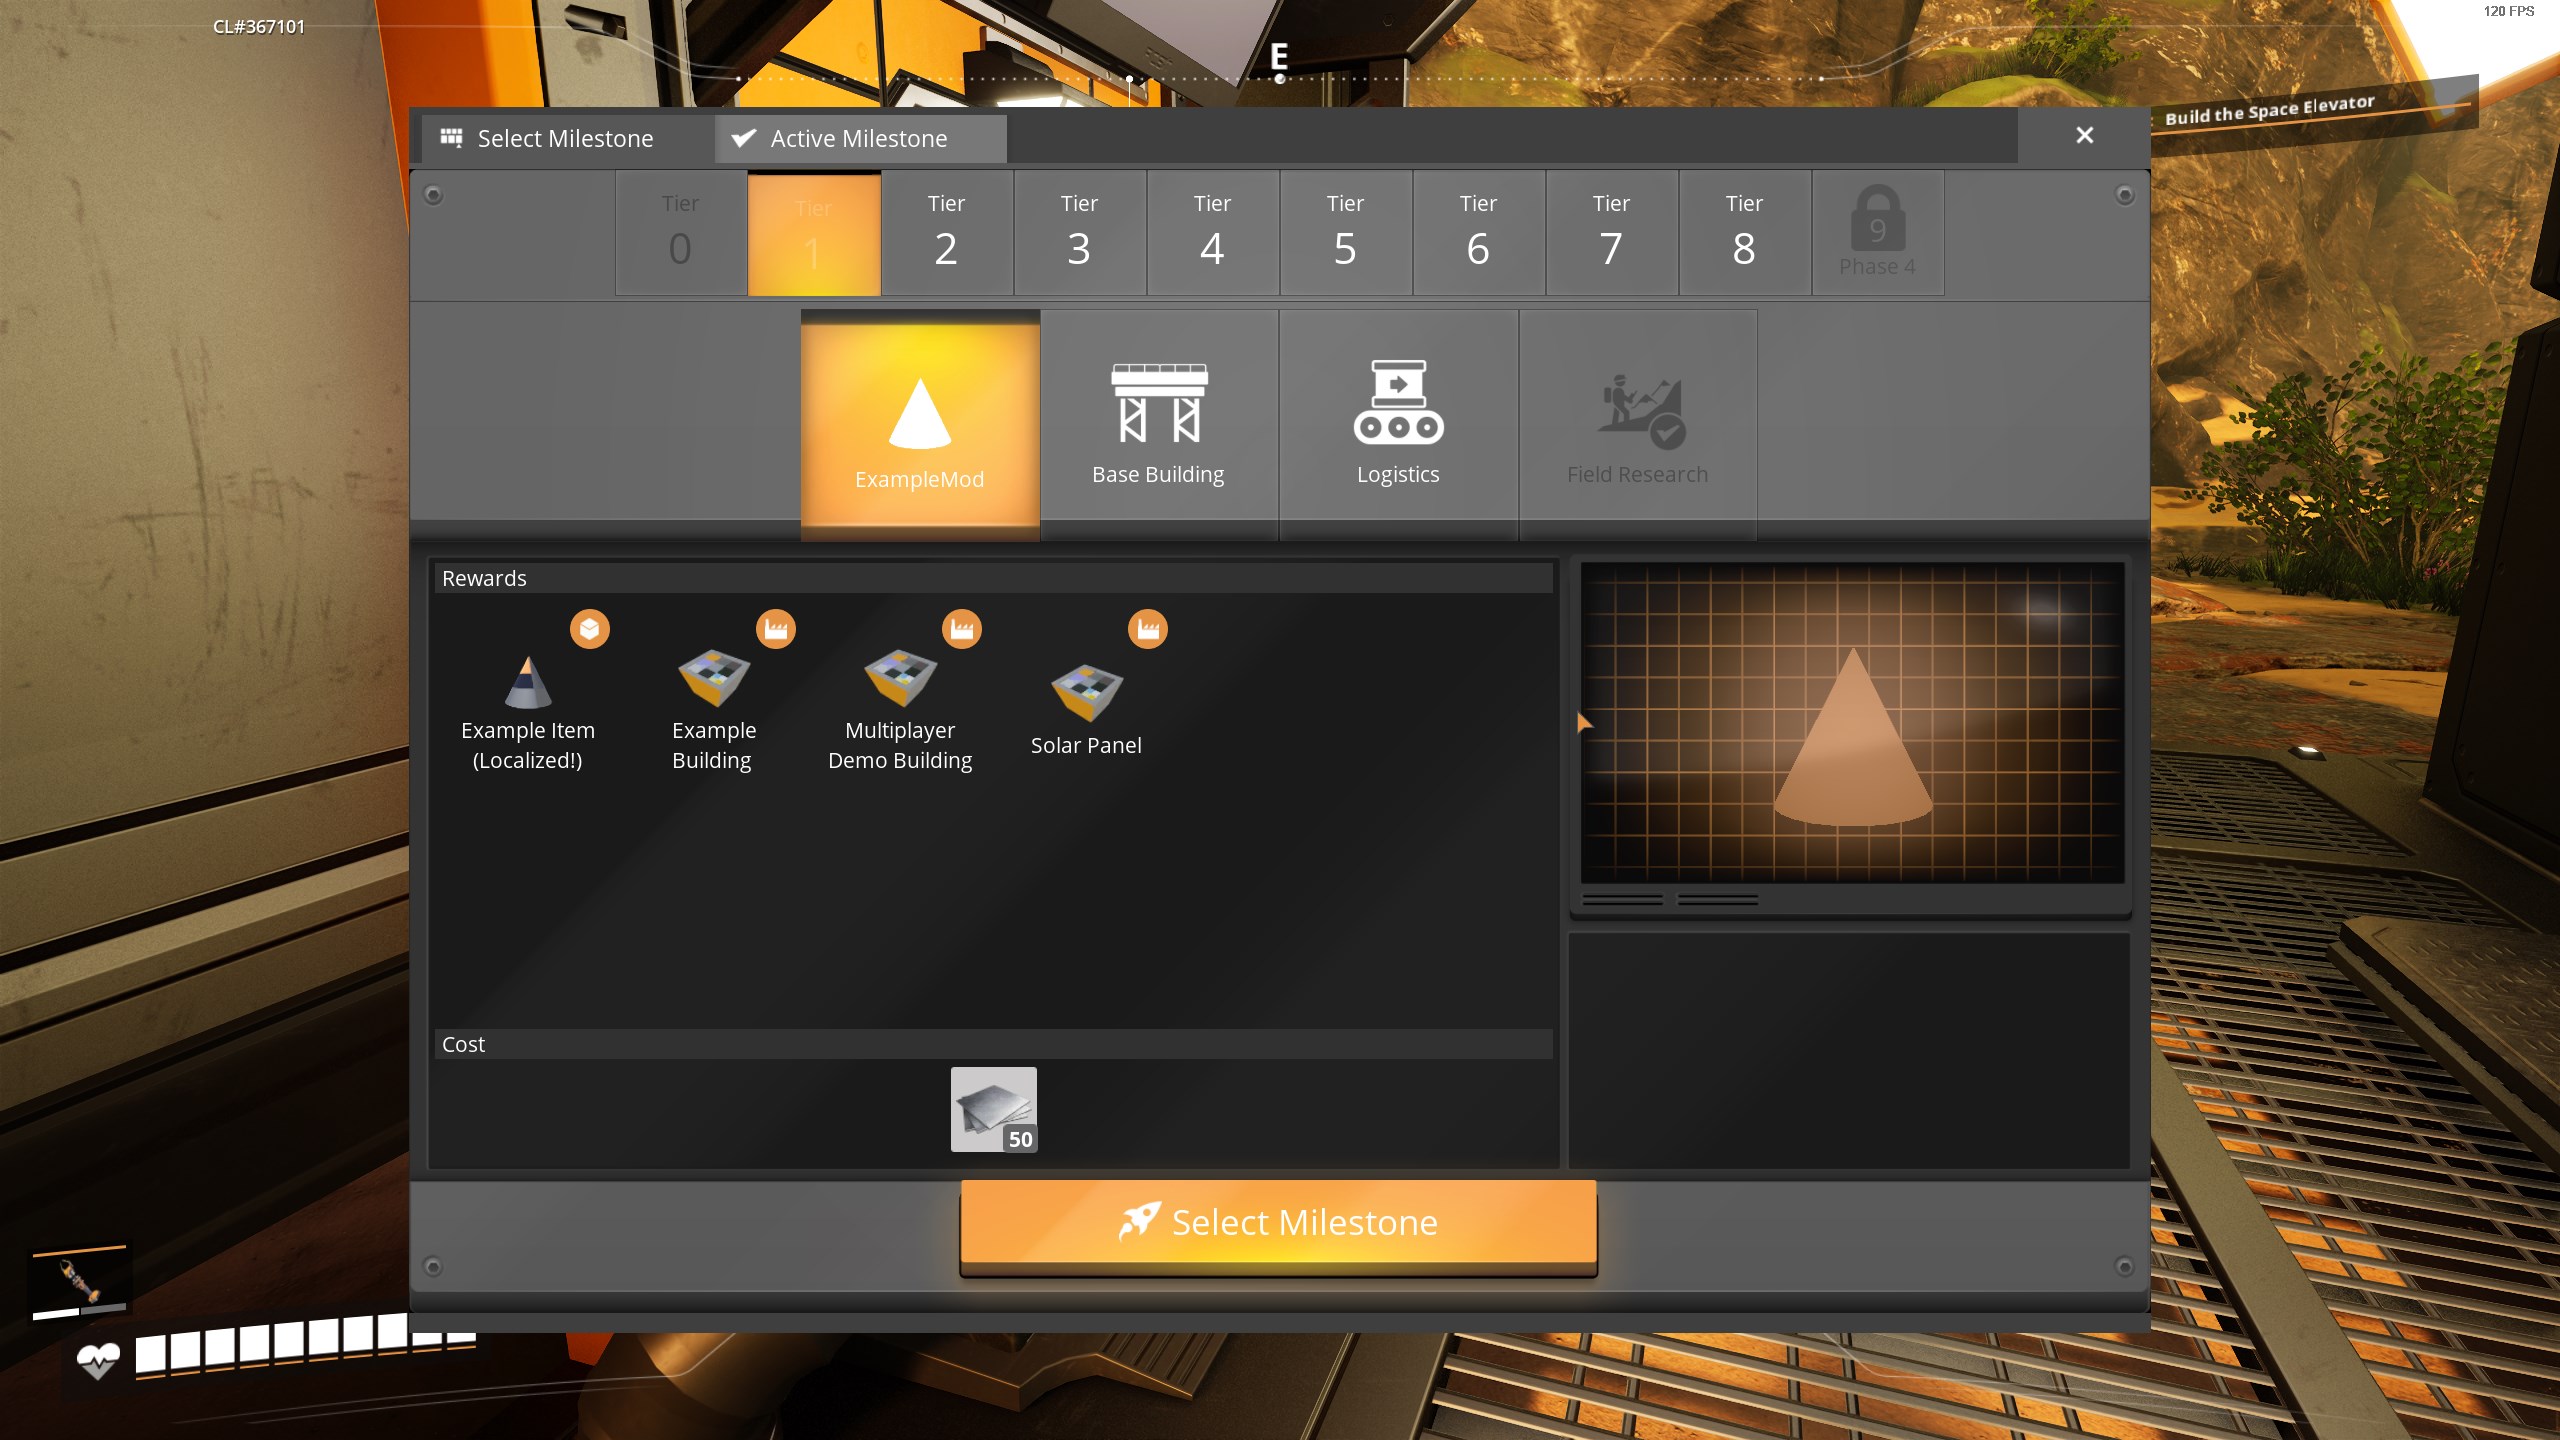 CL#367101
120 FPS
E
Build the Space Elevator
Select Milestone
Active Milestone
Tier
0
Tier
1
Tier
2
Tier
3
Tier
4
Tier
5
Tier
6
Tier
7
Tier
8
9
Phase 4
ExampleMod
Base Building
Logistics
Field Research
Rewards
Example Item
(Localized!)
Example
Building
Multiplayer
Demo Building
Solar Panel
Cost
50
Select Milestone